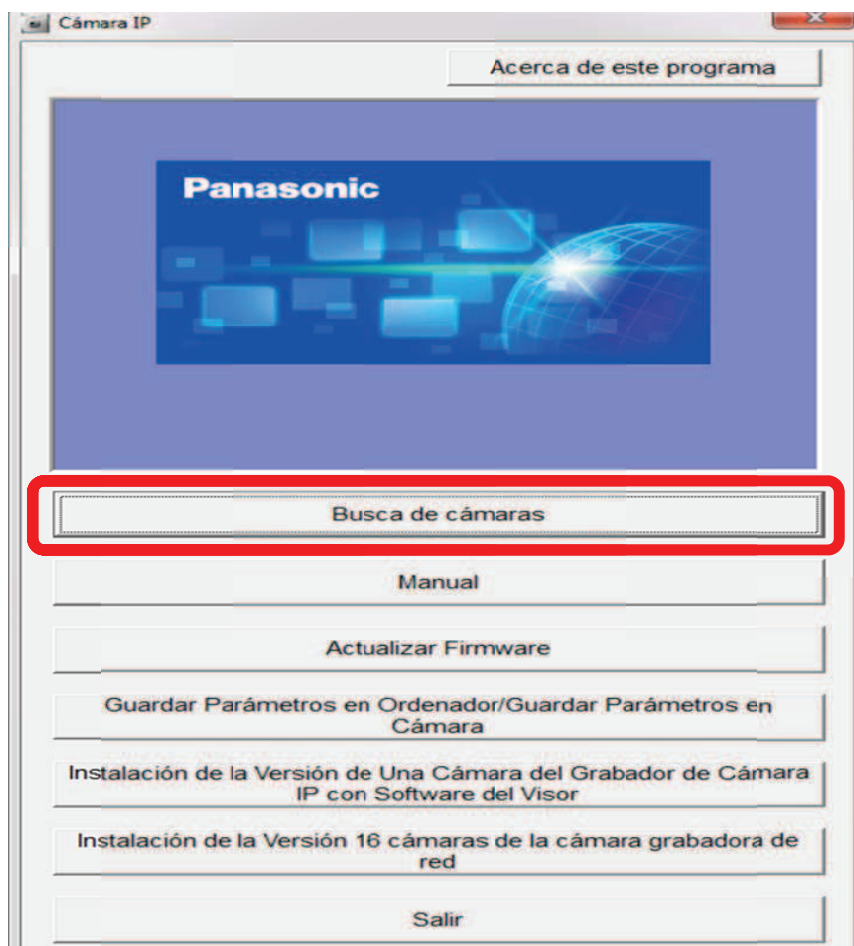 Cámara IP
Acerca de este programa
Panasonic
Busca de cámaras
Manual
Actualizar Firmware
Guardar Parámetros en Ordenador/Guardar Parámetros en
Cámara
Instalación de la Versión de Una Cámara del Grabador de Cámara
IP con Software del Visor
Instalación de la Versión 16 cámaras de la cámara grabadora de
red
Salir